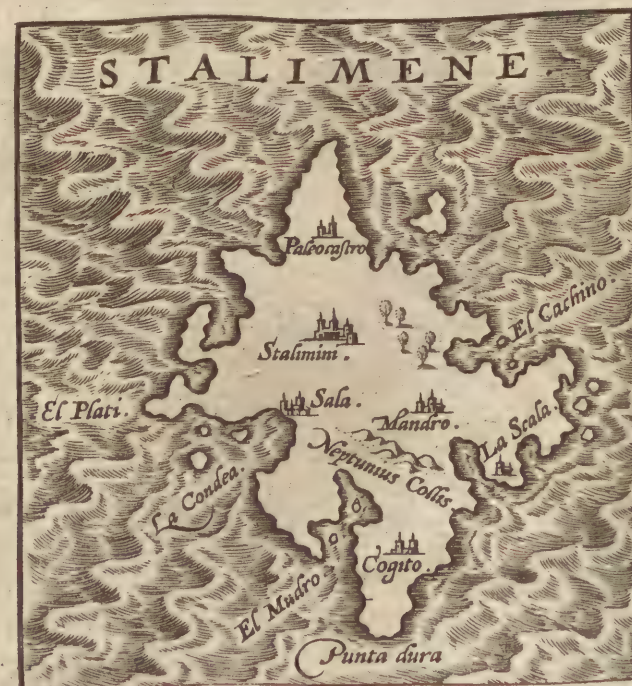 STALIMENE.
Paleocaſtro
El Cachino.
Stalimini.
El Plati.
Sala.
Mandro.
La Scala.
Neptunius Collis.
La Condea.
Cogito.
El Mudro
Punta dura